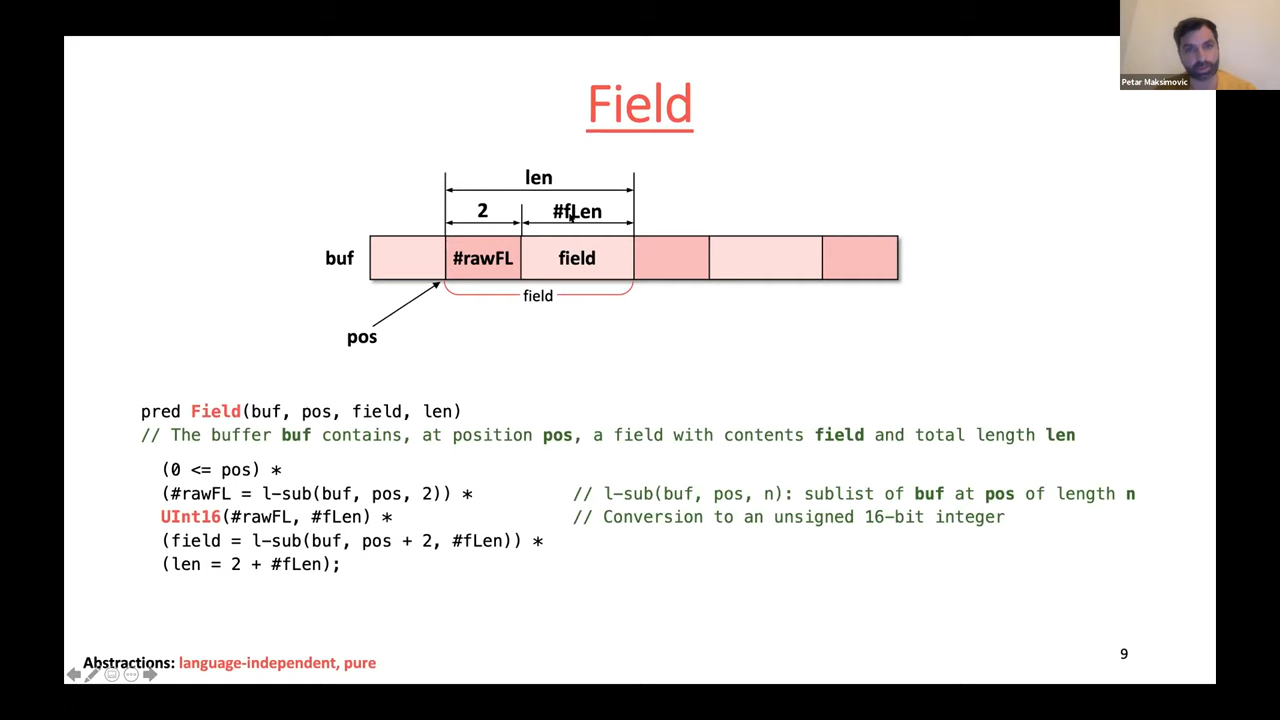 Petar Maksimovic
Field
len
2 #fLen
buf #rawFL field
field
pos
pred Field(buf, pos, field, len)
// The buffer buf contains, at position pos, a field with contents field and total length len
(0 <= pos) *
(#rawFL = l-sub(buf, pos, 2)) * // l-sub(buf, pos, n): sublist of buf at pos of length n
UInt16(#rawFL, #fLen) * // Conversion to an unsigned 16-bit integer
(field = l-sub(buf, pos + 2, #fLen)) *
(len = 2 + #fLen);
Abstractions: language-independent, pure
9